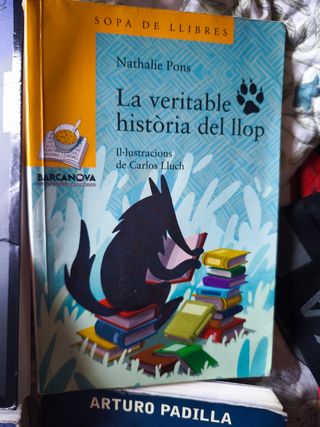 SOPA DE LLIBRES
Nathalie Pons
La veritable
història del llop
Il·lustracions
de Carlos Lluch
BARCANOVA
ARTURO PADILLA